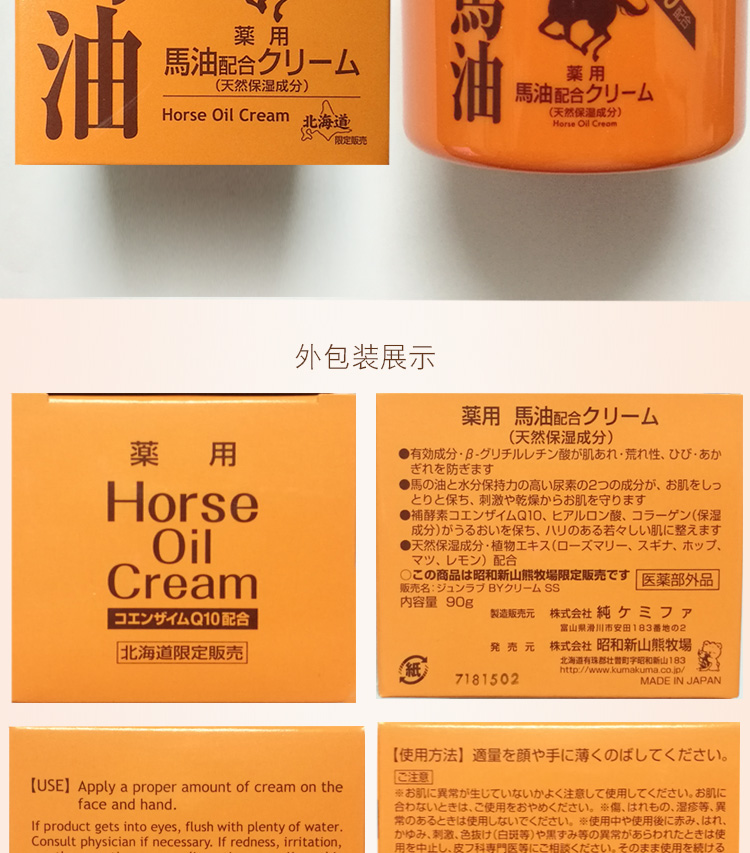 油
薬用
馬油配合クリーム
(天然保湿成分)
Horse Oil Cream
北海道
限定販売
馬油
配合
薬用
馬油配合クリーム
(天然保湿成分)
Horse Oil Cream
外包装展示
薬用
Horse
Oil
Cream
コエンザイムQ10配合
北海道限定販売
薬用 馬油配合クリーム
(天然保湿成分)
●有効成分・β-グリチルレチン酸が肌あれ・荒れ性、ひび・あか
ぎれを防ぎます
●馬の油と水分保持力の高い尿素の2つの成分が、お肌をしっ
とりと保ち、刺激や乾燥からお肌を守ります
●補酵素コエンザイムQ10、ヒアルロン酸、コラーゲン(保湿
成分)がうるおいを保ち、ハリのある若々しい肌に整えます
●天然保湿成分・植物エキス(ローズマリー、スギナ、ホップ、
マツ、レモン) 配合
○この商品は昭和新山熊牧場限定販売です
医薬部外品
販売名:ジュンラブ BYクリーム SS
内容量 90g
製造販売元 株式会社 純ケミファ
富山県滑川市安田183番地の2
発売元 株式会社 昭和新山熊牧場
北海道有珠郡壮瞥町字昭和新山183
http://www.kumakuma.co.jp/
紙
7181502
MADE IN JAPAN
【USE】 Apply a proper amount of cream on the
face and hand.
If product gets into eyes, flush with plenty of water.
Consult physician if necessary. If redness, irritation,
【使用方法】 適量を顔や手に薄くのばしてください。
ご注意
※お肌に異常が生じていないかよく注意して使用してください。お肌に
合わないときは、ご使用をおやめください。※傷、はれもの、湿疹等、異
常のあるときは使用しないでください。※使用中や使用後に赤み、はれ、
かゆみ、刺激、色抜け(白斑等)や黒ずみ等の異常があらわれたときは使
用を中止し、皮フ科専門医等にご相談ください。そのまま使用を続ける